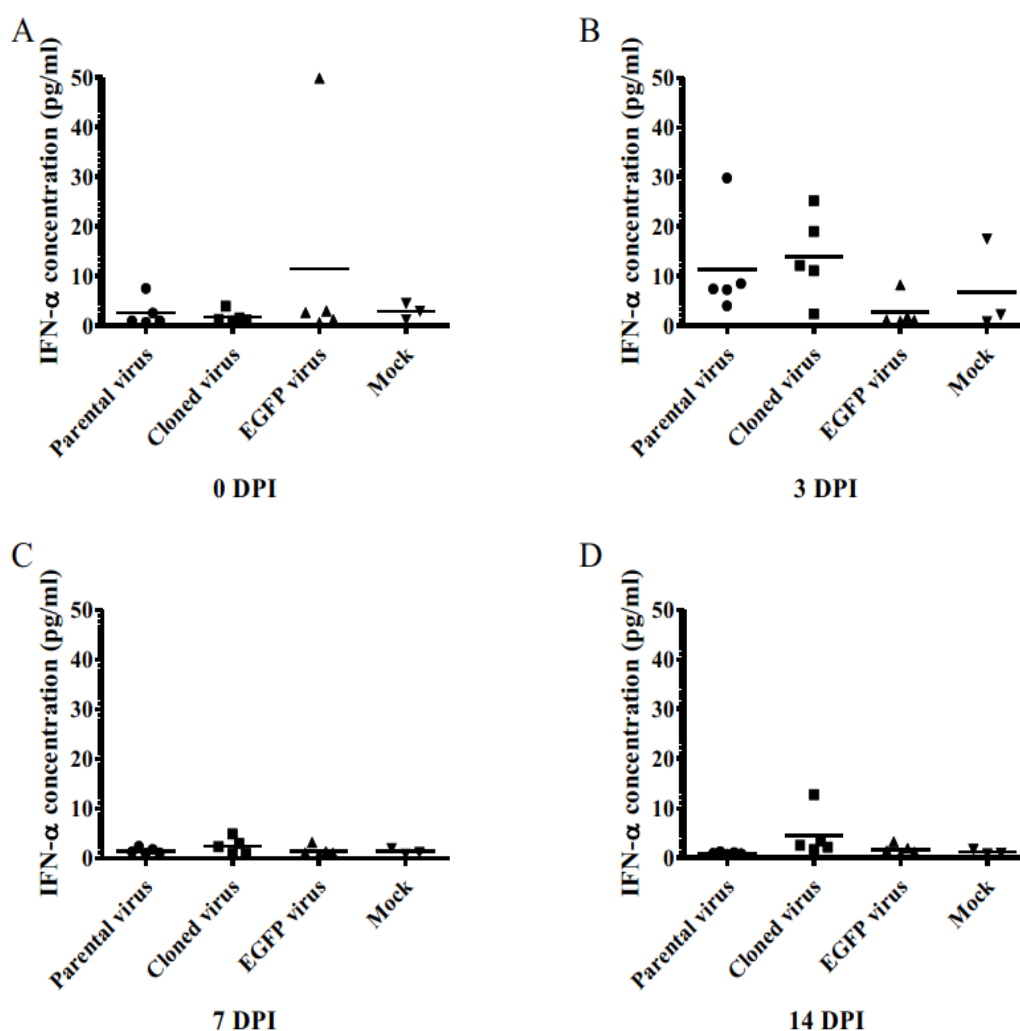 A
IFN-α concentration (pg/ml)
50
40
30
20
10
0
Parental virus
Cloned virus
EGFP virus
Mock
0 DPI
B
IFN-α concentration (pg/ml)
50
40
30
20
10
0
Parental virus
Cloned virus
EGFP virus
Mock
3 DPI
C
IFN-α concentration (pg/ml)
50
40
30
20
10
0
Parental virus
Cloned virus
EGFP virus
Mock
7 DPI
D
IFN-α concentration (pg/ml)
50
40
30
20
10
0
Parental virus
Cloned virus
EGFP virus
Mock
14 DPI